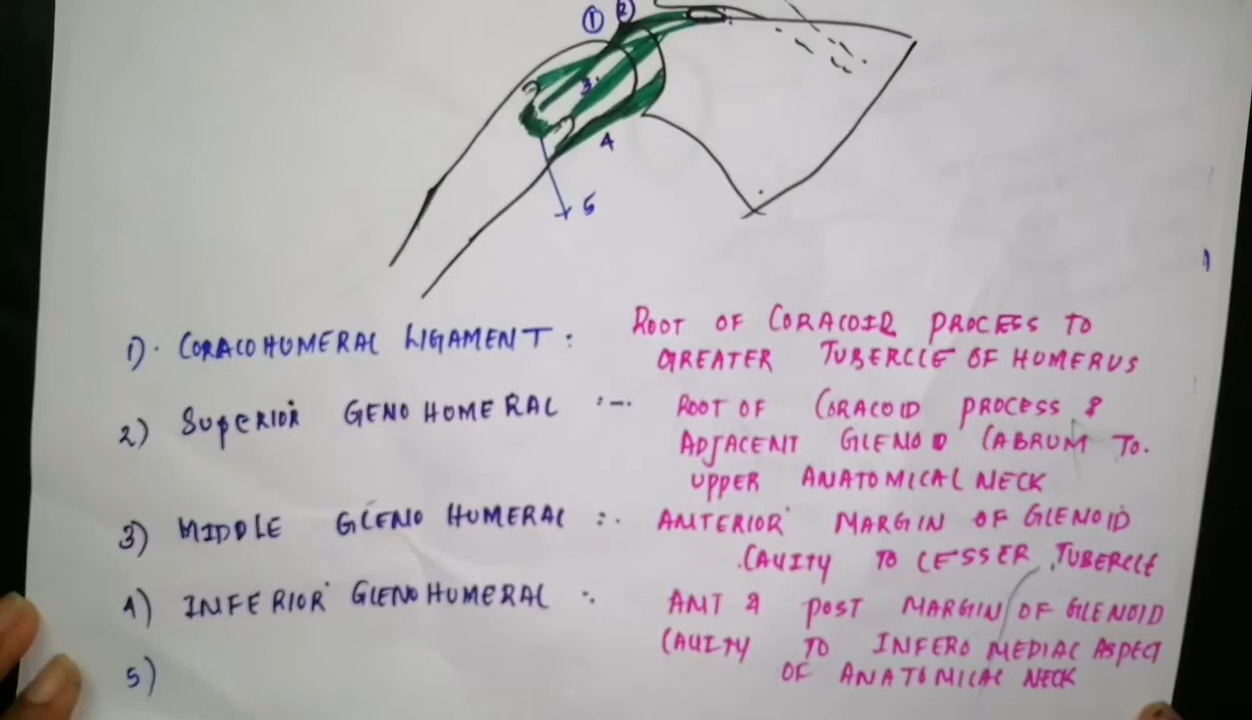 ① ②
3
4
5
1). CORACOHUMERAL LIGAMENT : ROOT OF CORACOID PROCESS TO
GREATER TUBERCLE OF HUMERUS
2) SUPERIOR GENO HOMERAL :-. ROOT OF CORACOID PROCESS &
ADJACENT GLENOD LABRUM TO.
UPPER ANATOMICAL NECK
3) MIDDLE GLENO HUMERAL :. ANTERIOR MARGIN OF GLENOID
CAVITY TO LESSER TUBERCLE
4) INFERIOR GLENOHUMERAL :. ANT & POST MARGIN OF GLENOID
CAVITY TO INFERO MEDIAL ASPECT
OF ANATOMICAL NECK
5)